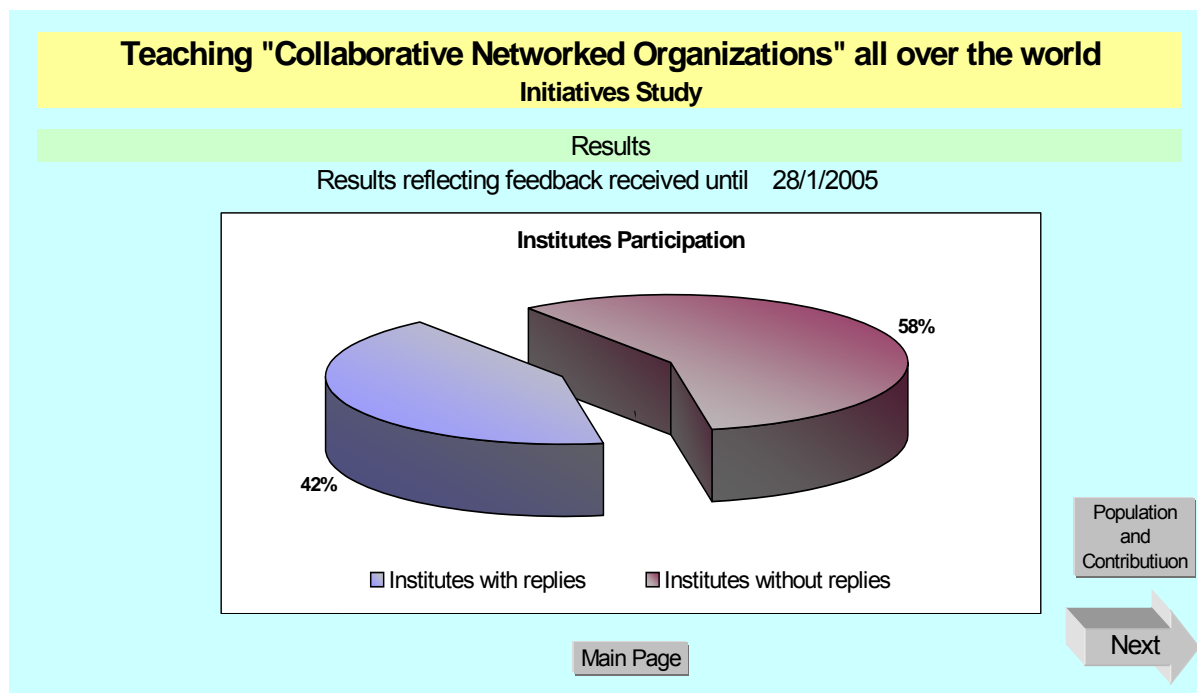 Teaching "Collaborative Networked Organizations" all over the world
Initiatives Study
Results
Results reflecting feedback received until 28/1/2005
Institutes Participation
58%
42%
Institutes with replies
Institutes without replies
Population
and
Contributiuon
Next
Main Page